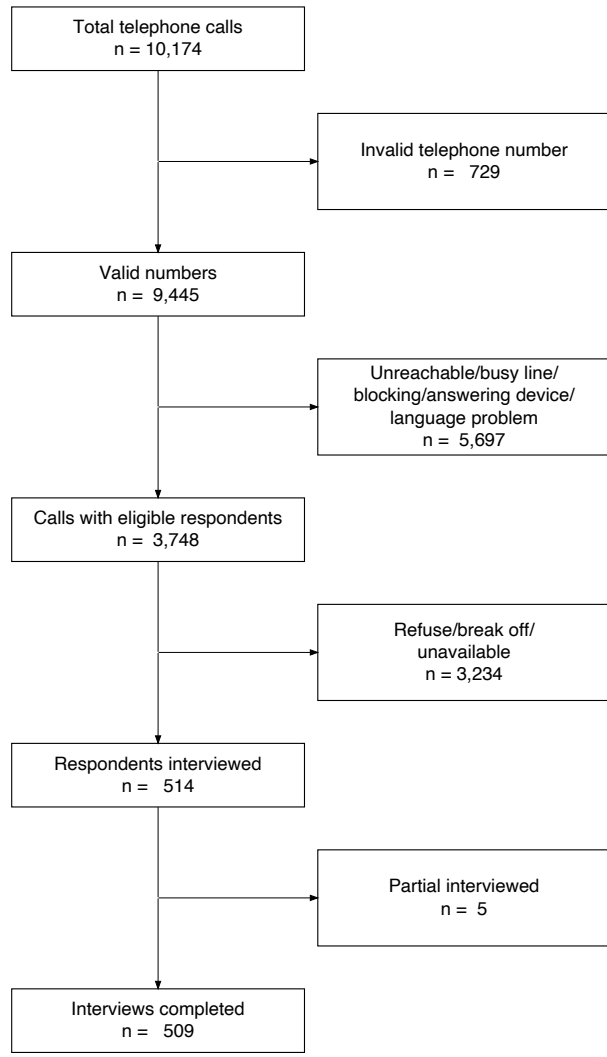 Total telephone calls
n = 10,174
Invalid telephone number
n = 729
Valid numbers
n = 9,445
Unreachable/busy line/
blocking/answering device/
language problem
n = 5,697
Calls with eligible respondents
n = 3,748
Refuse/break off/
unavailable
n = 3,234
Respondents interviewed
n = 514
Partial interviewed
n = 5
Interviews completed
n = 509